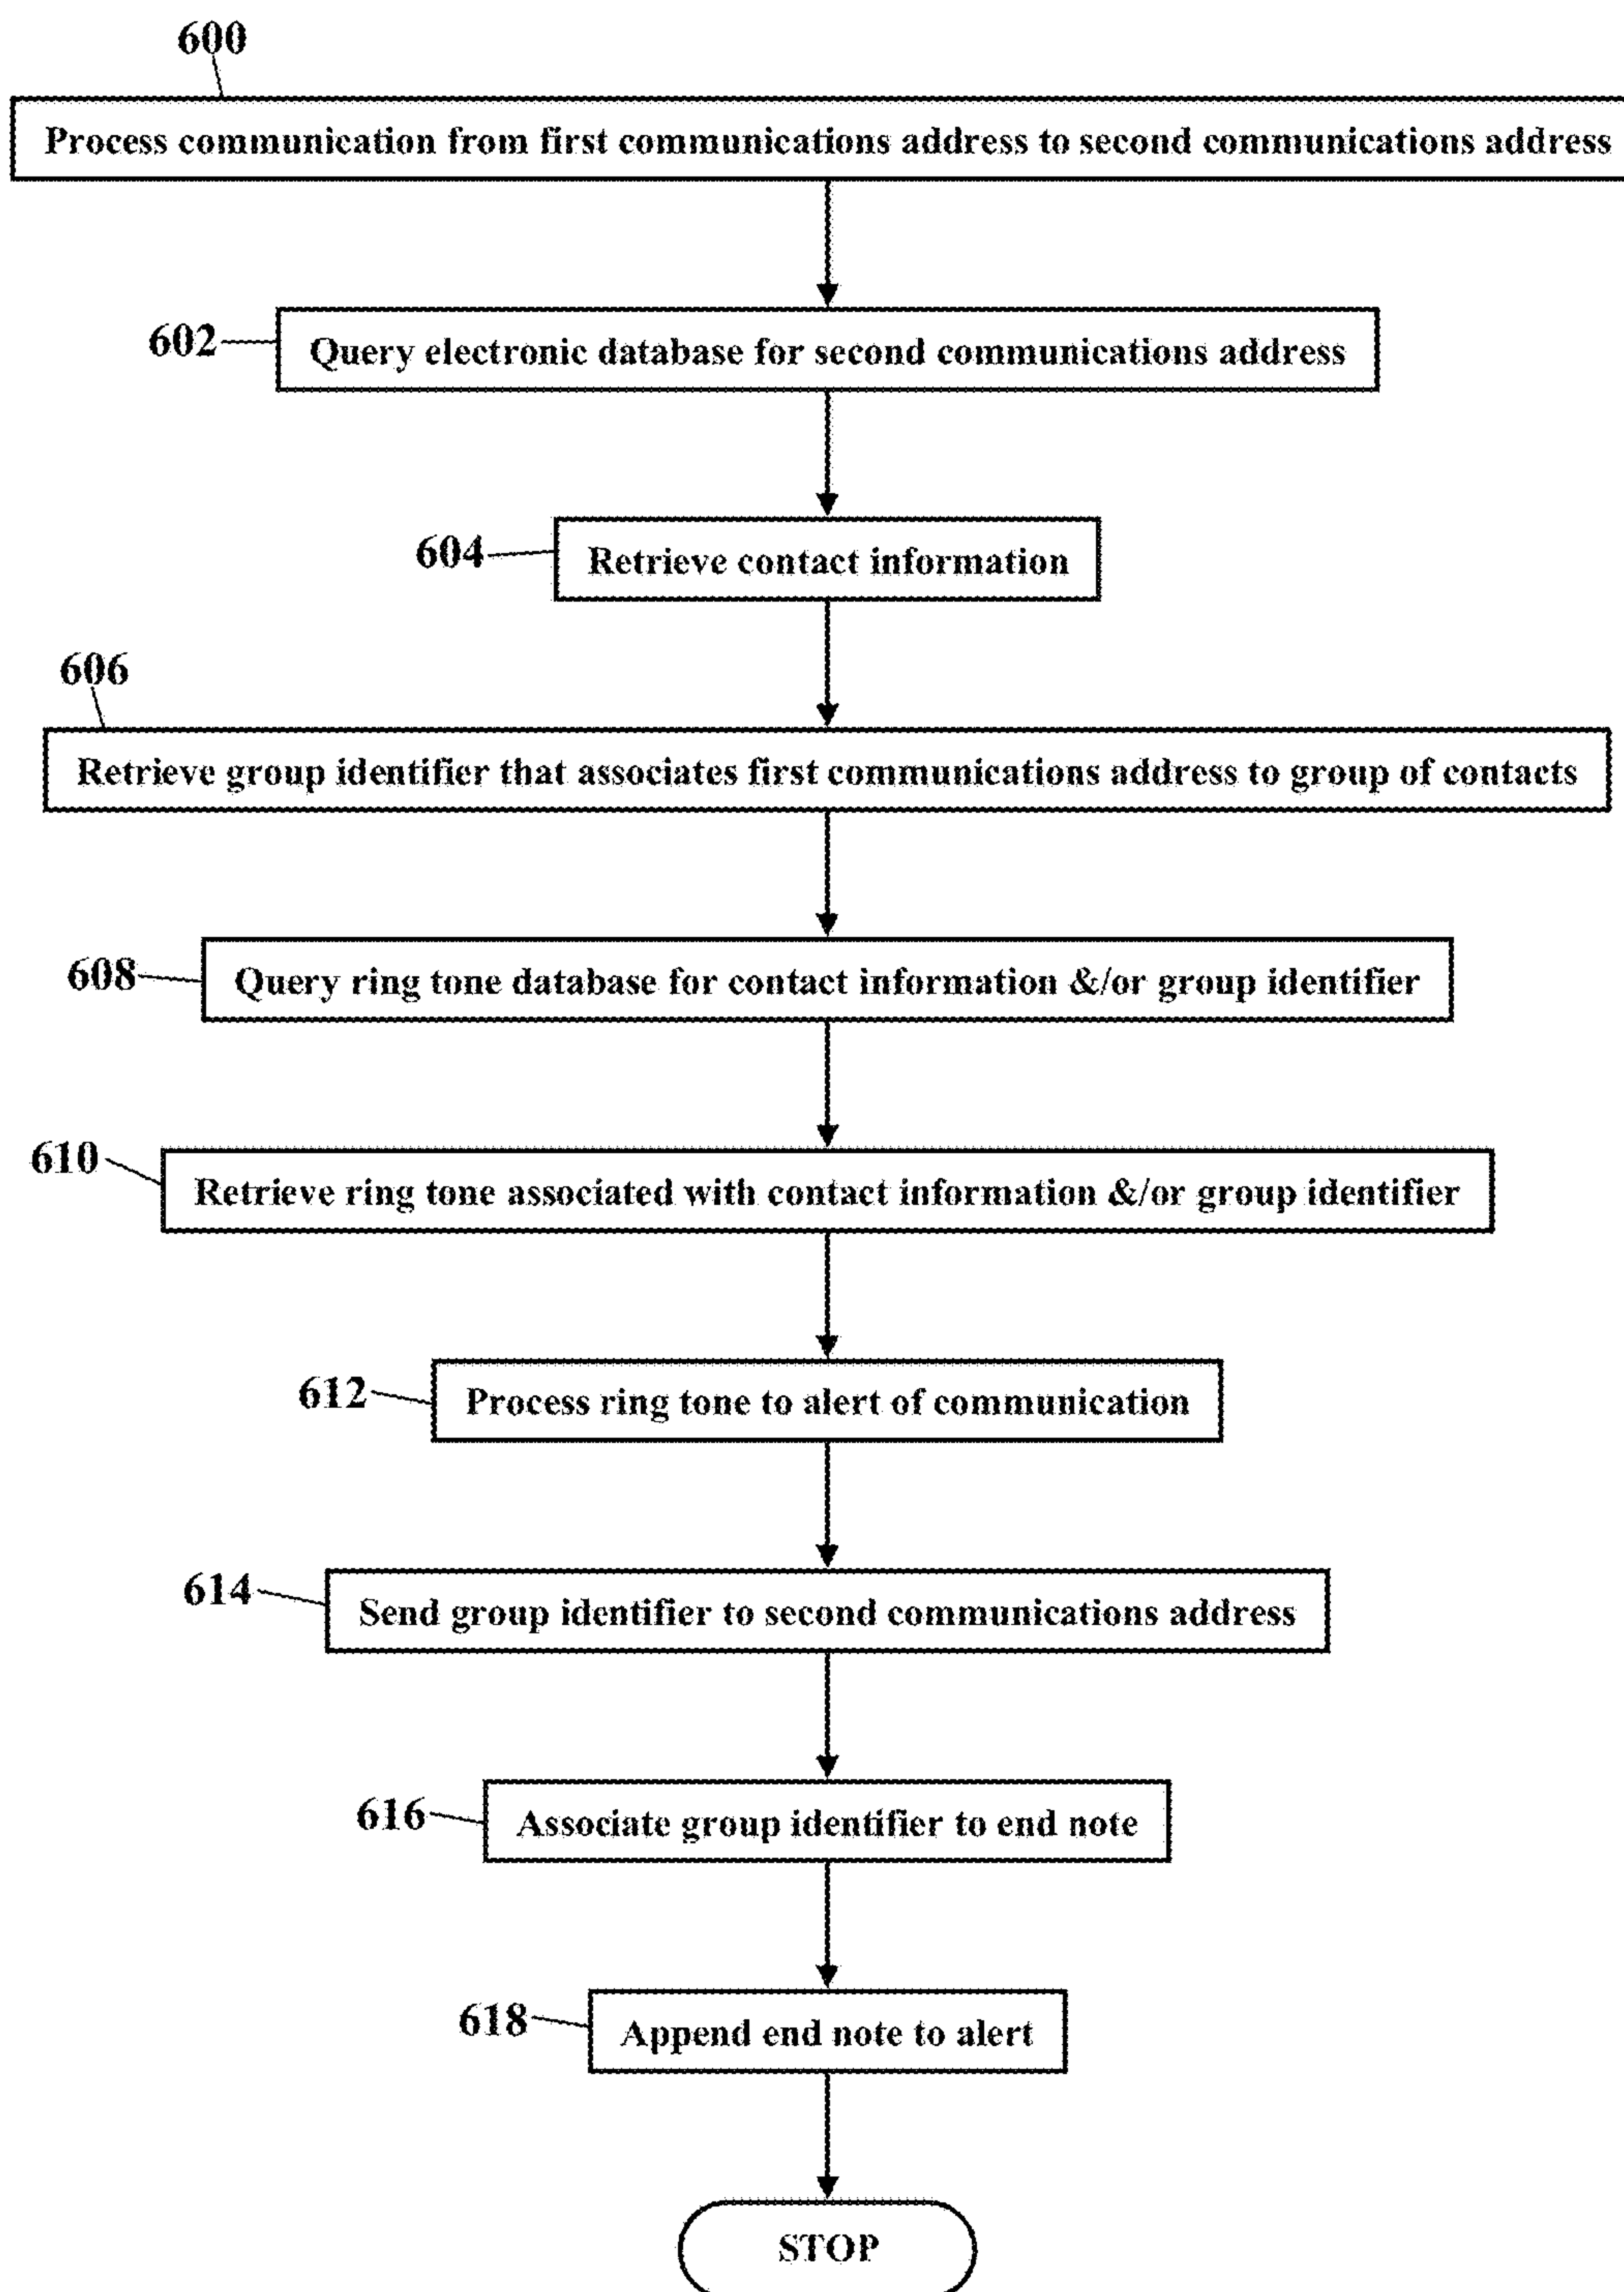 600
Process communication from first communications address to second communications address
602
Query electronic database for second communications address
604
Retrieve contact information
606
Retrieve group identifier that associates first communications address to group of contacts
608
Query ring tone database for contact information &/or group identifier
610
Retrieve ring tone associated with contact information &/or group identifier
612
Process ring tone to alert of communication
614
Send group identifier to second communications address
616
Associate group identifier to end note
618
Append end note to alert
STOP